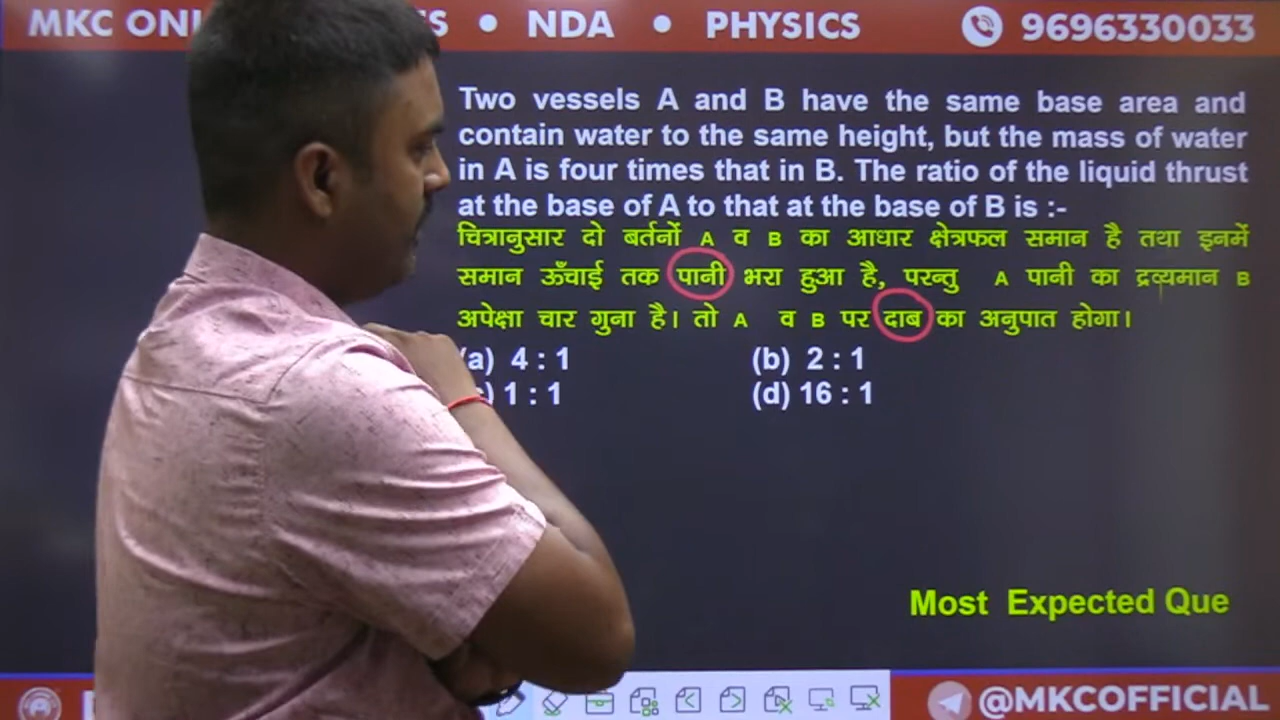 MKC ONL S • NDA • PHYSICS 9696330033
Two vessels A and B have the same base area and
contain water to the same height, but the mass of water
in A is four times that in B. The ratio of the liquid thrust
at the base of A to that at the base of B is :-
चित्रानुसार दो बर्तनों A व B का आधार क्षेत्रफल समान है तथा इनमें
समान ऊँचाई तक पानी भरा हुआ है, परन्तु A पानी का द्रव्यमान B
अपेक्षा चार गुना है। तो A व B पर दाब का अनुपात होगा।
(a) 4 : 1 (b) 2 : 1
) 1 : 1 (d) 16 : 1
Most Expected Que
@MKCOFFICIAL